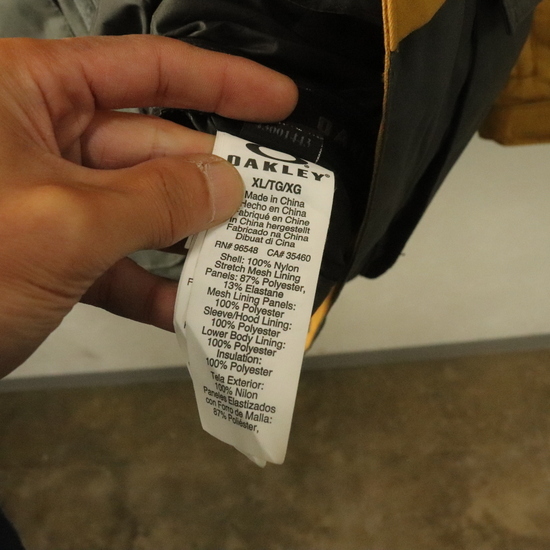 OAKLEY
XL/TG/XG
Made in China
Hecho en China
Fabriqué en Chine
In China hergestellt
Fabricado na China
Dibuat di Cina
RN# 96548 CA# 35460
Shell: 100% Nylon
Stretch Mesh Lining
Panels: 87% Polyester,
13% Elastane
Mesh Lining Panels:
100% Polyester
Sleeve/Hood Lining:
100% Polyester
Lower Body Lining:
100% Polyester
Insulation:
100% Polyester
Tela Exterior:
100% Nilon
Paneles Elastizados
con Forro de Malla:
87% Poliéster,